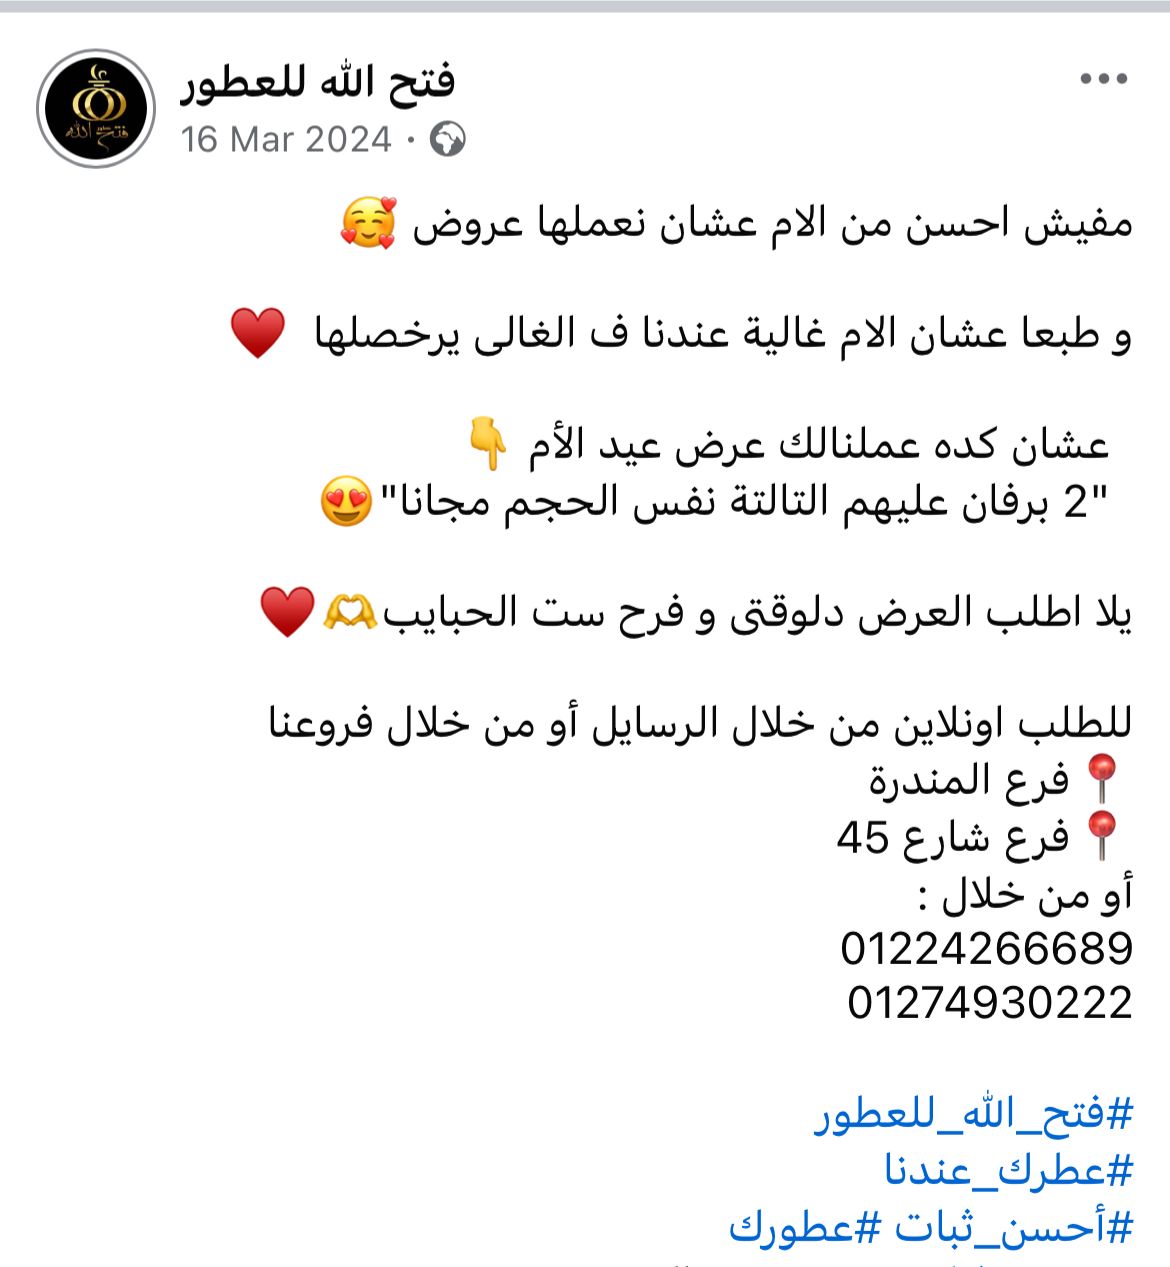 فتح الله للعطور
16 Mar 2024 ·
فتح الله
مفيش احسن من الام عشان نعملها عروض 🥰
و طبعا عشان الام غالية عندنا ف الغالى يرخصلها ♥️
عشان كده عملنالك عرض عيد الأم 👇
"2 برفان عليهم التالتة نفس الحجم مجانا"😍
يلا اطلب العرض دلوقتى و فرح ست الحبايب🫶♥️
للطلب اونلاين من خلال الرسايل أو من خلال فروعنا
📍 فرع المندرة
📍 فرع شارع 45
أو من خلال :
01224266689
01274930222
#فتح_الله_للعطور
#عطرك_عندنا
#أحسن_ثبات #عطورك